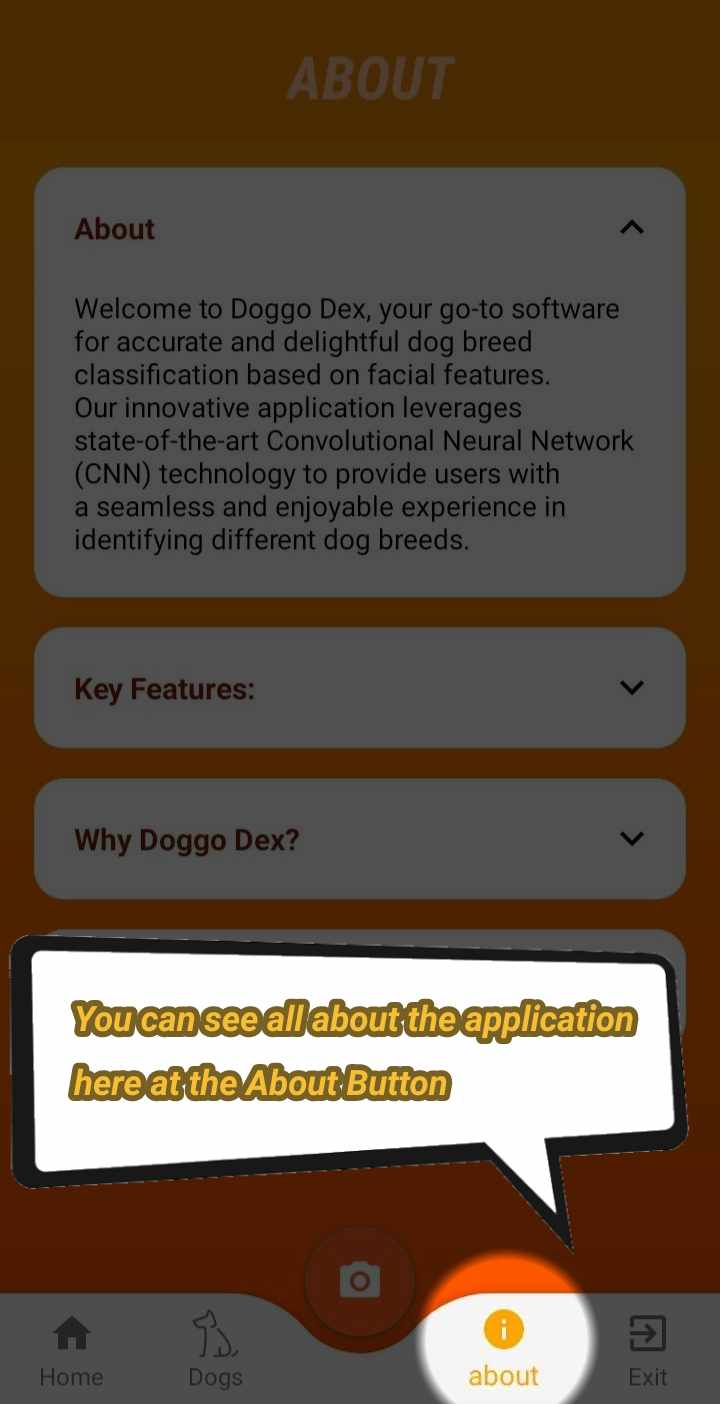 ABOUT
About
Welcome to Doggo Dex, your go-to software
for accurate and delightful dog breed
classification based on facial features.
Our innovative application leverages
state-of-the-art Convolutional Neural Network
(CNN) technology to provide users with
a seamless and enjoyable experience in
identifying different dog breeds.
Key Features:
Why Doggo Dex?
You can see all about the application
here at the About Button
Home
Dogs
about
Exit